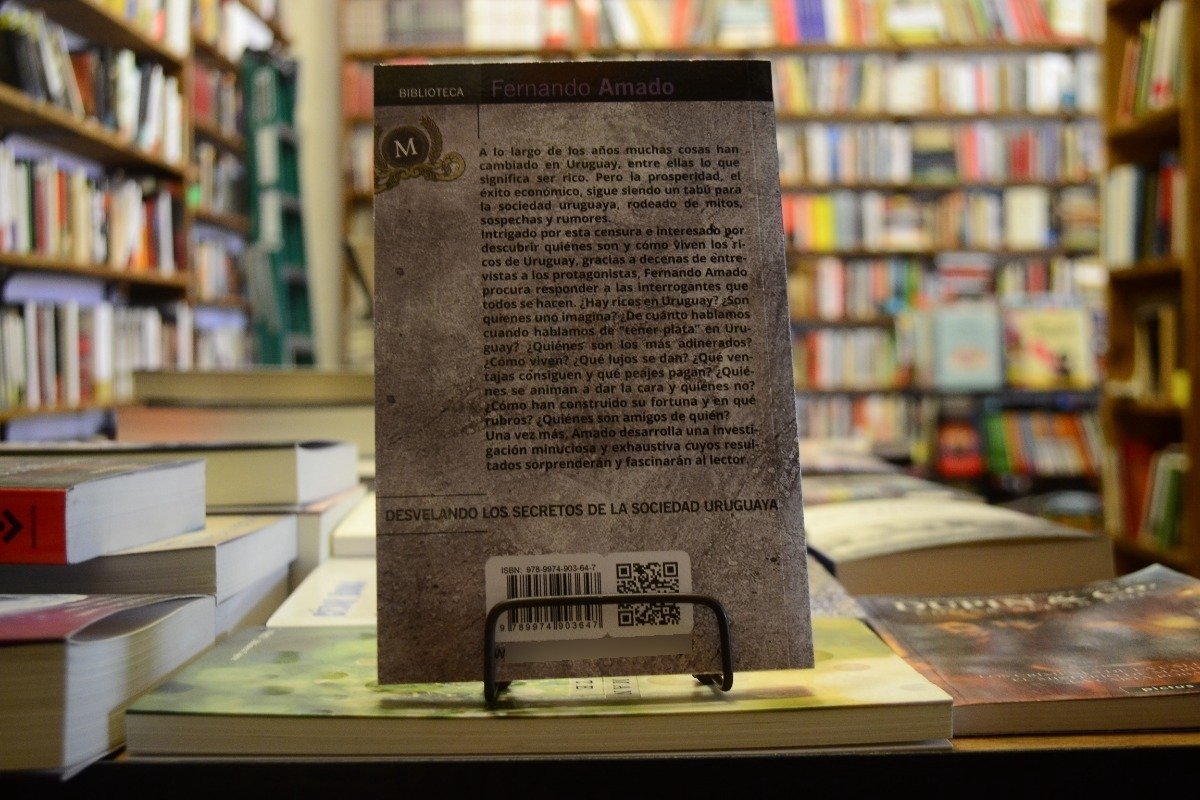 BIBLIOTECA Fernando Amado
M
A lo largo de los años muchas cosas han
cambiado en Uruguay, entre ellas lo que
significa ser rico. Pero la prosperidad, el
éxito económico, sigue siendo un tabú para
la sociedad uruguaya, rodeado de mitos,
sospechas y rumores.
Intrigado por esta censura e interesado por
descubrir quiénes son y cómo viven los ri-
cos de Uruguay, gracias a decenas de entre-
vistas a los protagonistas, Fernando Amado
procura responder a las interrogantes que
todos se hacen. ¿Hay ricos en Uruguay? ¿Son
quienes uno imagina? ¿De cuánto hablamos
cuando hablamos de "tener plata" en Uru-
guay? ¿Quiénes son los más adinerados?
¿Cómo viven? ¿Qué lujos se dan? ¿Qué ven-
tajas consiguen y qué peajes pagan? ¿Quié-
nes se animan a dar la cara y quiénes no?
¿Cómo han construido su fortuna y en qué
rubros? ¿Quiénes son amigos de quién?
Una vez más, Amado desarrolla una investi-
gación minuciosa y exhaustiva cuyos resul-
tados sorprenderán y fascinarán al lector.
DESVELANDO LOS SECRETOS DE LA SOCIEDAD URUGUAYA
ISBN: 978-9974-903-64-7
9 789974 903647